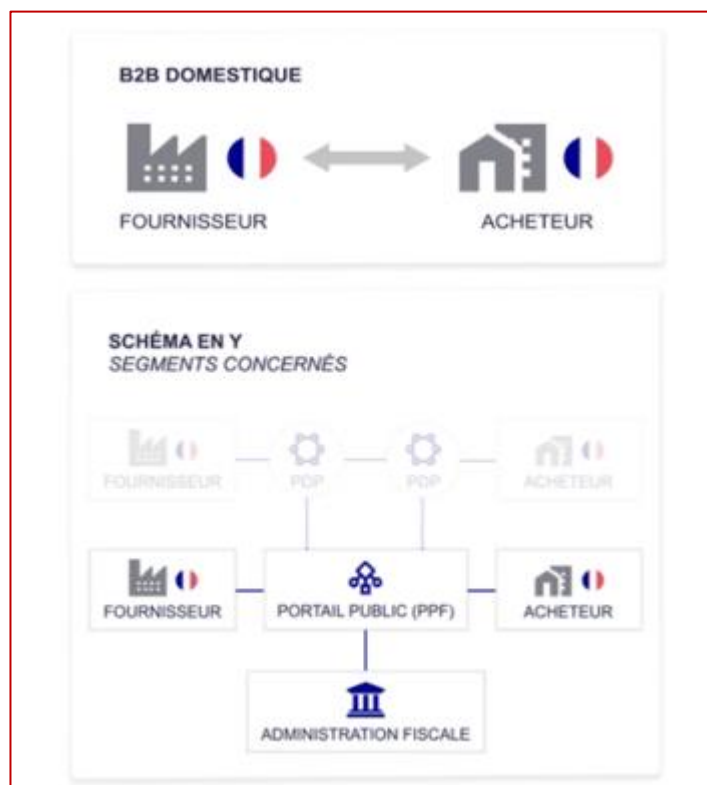 B2B DOMESTIQUE
FOURNISSEUR ACHETEUR
SCHÉMA EN Y
SEGMENTS CONCERNÉS
FOURNISSEUR PDP PDP ACHETEUR
FOURNISSEUR PORTAIL PUBLIC (PPF) ACHETEUR
ADMINISTRATION FISCALE